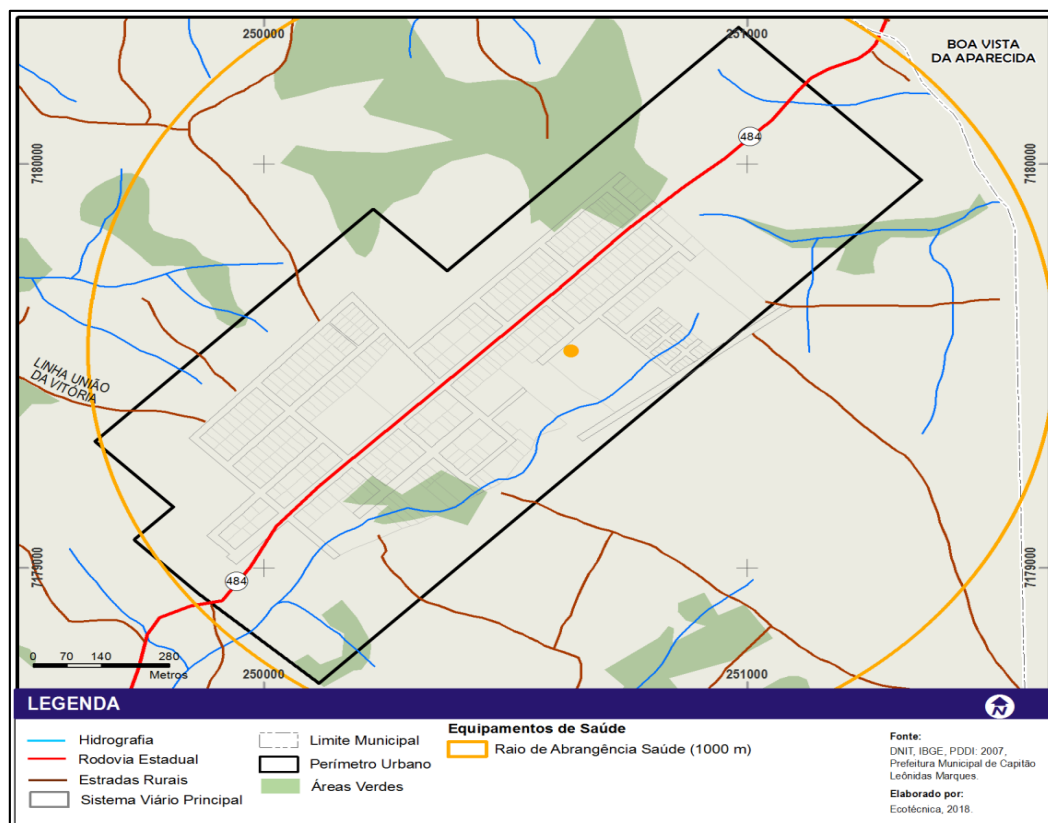 250000
251000
BOA VISTA
DA APARECIDA
484
7180000
7180000
LINHA UNIÃO
DA VITÓRIA
7179000
7179000
484
0 70 140 280
Metros
250000
251000
LEGENDA
N
Hidrografia
Rodovia Estadual
Estradas Rurais
Sistema Viário Principal
Limite Municipal
Perímetro Urbano
Áreas Verdes
Equipamentos de Saúde
Raio de Abrangência Saúde (1000 m)
Fonte:
DNIT, IBGE, PDDI: 2007,
Prefeitura Municipal de Capitão
Leônidas Marques.
Elaborado por:
Ecotécnica, 2018.